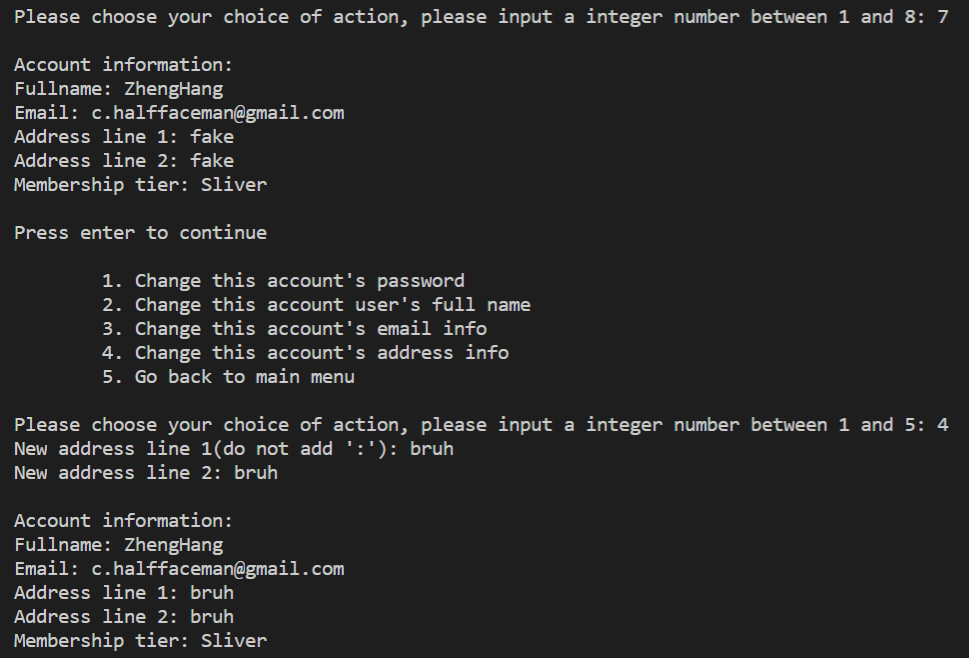 Please choose your choice of action, please input a integer number between 1 and 8: 7
Account information:
Fullname: ZhengHang
Email: c.halffaceman@gmail.com
Address line 1: fake
Address line 2: fake
Membership tier: Sliver
Press enter to continue
1. Change this account's password
2. Change this account user's full name
3. Change this account's email info
4. Change this account's address info
5. Go back to main menu
Please choose your choice of action, please input a integer number between 1 and 5: 4
New address line 1(do not add ':'): bruh
New address line 2: bruh
Account information:
Fullname: ZhengHang
Email: c.halffaceman@gmail.com
Address line 1: bruh
Address line 2: bruh
Membership tier: Sliver